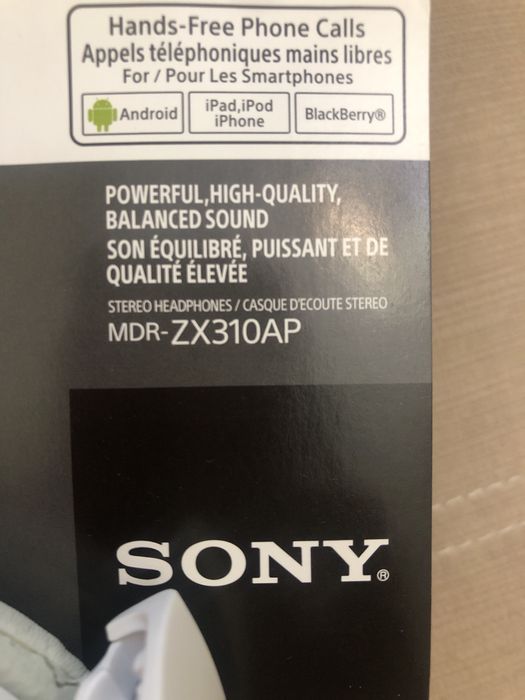 Hands-Free Phone Calls
Appels téléphoniques mains libres
For / Pour Les Smartphones
Android
iPad,iPod
iPhone
BlackBerry®
POWERFUL,HIGH-QUALITY,
BALANCED SOUND
SON ÉQUILIBRÉ, PUISSANT ET DE
QUALITÉ ÉLEVÉE
STEREO HEADPHONES / CASQUE D'ECOUTE STEREO
MDR-ZX310AP
SONY®